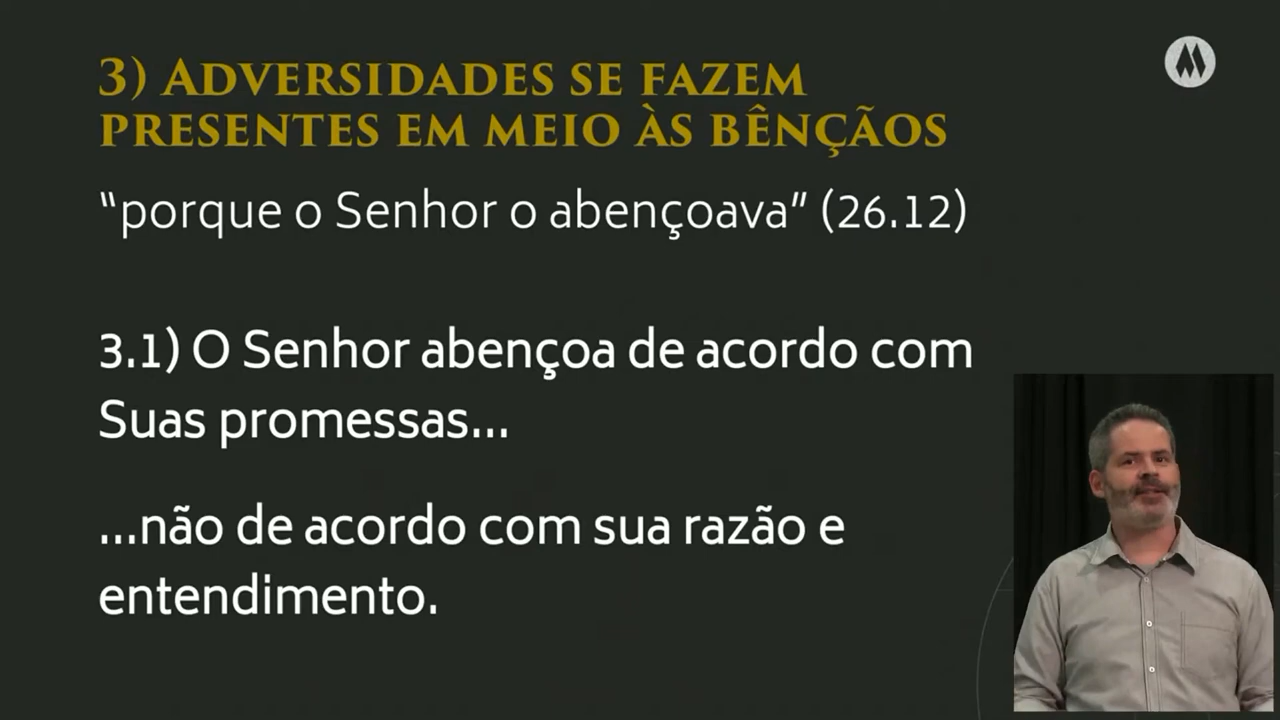 3) ADVERSIDADES SE FAZEM
PRESENTES EM MEIO ÀS BÊNÇÃOS
“porque o Senhor o abençoava” (26.12)
3.1) O Senhor abençoa de acordo com
Suas promessas...
...não de acordo com sua razão e
entendimento.